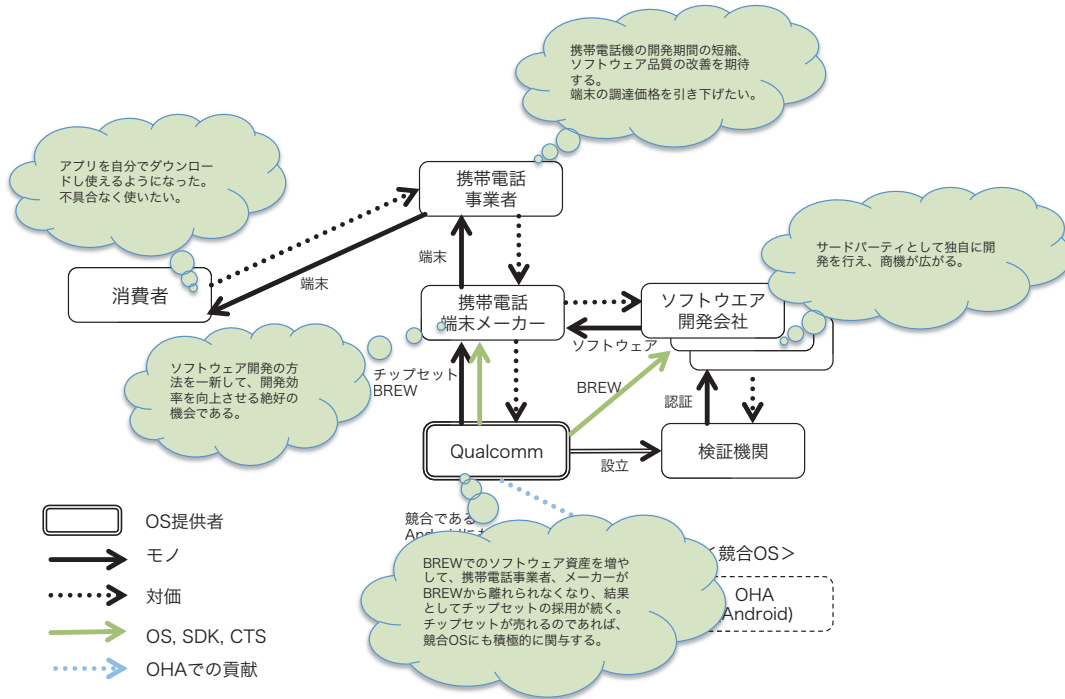 携帯電話機の開発期間の短縮、
ソフトウェア品質の改善を期待
する。
端末の調達価格を引き下げたい。
アプリを自分でダウンロー
ドし使えるようになった。
不具合なく使いたい。
携帯電話
事業者
サードパーティとして独自に開
発を行え、商機が広がる。
端末
端末
消費者
携帯電話
端末メーカー
ソフトウエア
開発会社
ソフトウェア
ソフトウェア開発の方
法を一新して、開発効
率を向上させる絶好の
機会である。
チップセット
BREW
BREW
認証
Qualcomm
設立
検証機関
OS提供者
モノ
対価
OS, SDK, CTS
OHAでの貢献
競合である
BREWでのソフトウェア資産を増や
して、携帯電話事業者、メーカーが
BREWから離れられなくなり、結果
としてチップセットの採用が続く。
チップセットが売れるのであれば、
競合OSにも積極的に関与する。
競合OS＞
OHA
Android)